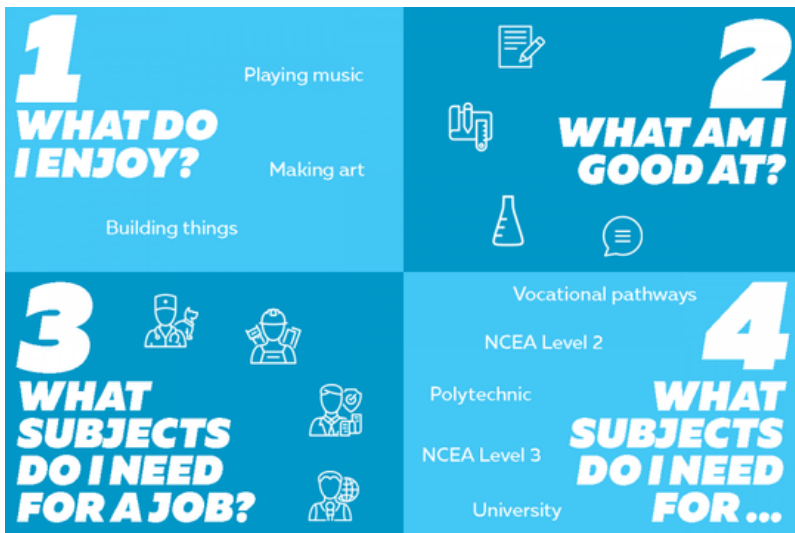 1
WHAT DO
I ENJOY?
Playing music
Making art
Building things
2
WHAT AM I
GOOD AT?
3
WHAT
SUBJECTS
DO I NEED
FOR A JOB?
4
WHAT
SUBJECTS
DO I NEED
FOR ...
Vocational pathways
NCEA Level 2
Polytechnic
NCEA Level 3
University